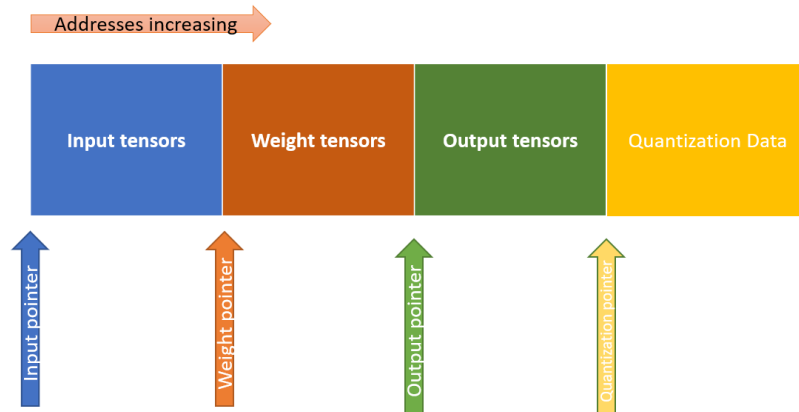 Addresses increasing
Input tensors
Weight tensors
Output tensors
Quantization Data
Input pointer
Weight pointer
Output pointer
Quantization pointer